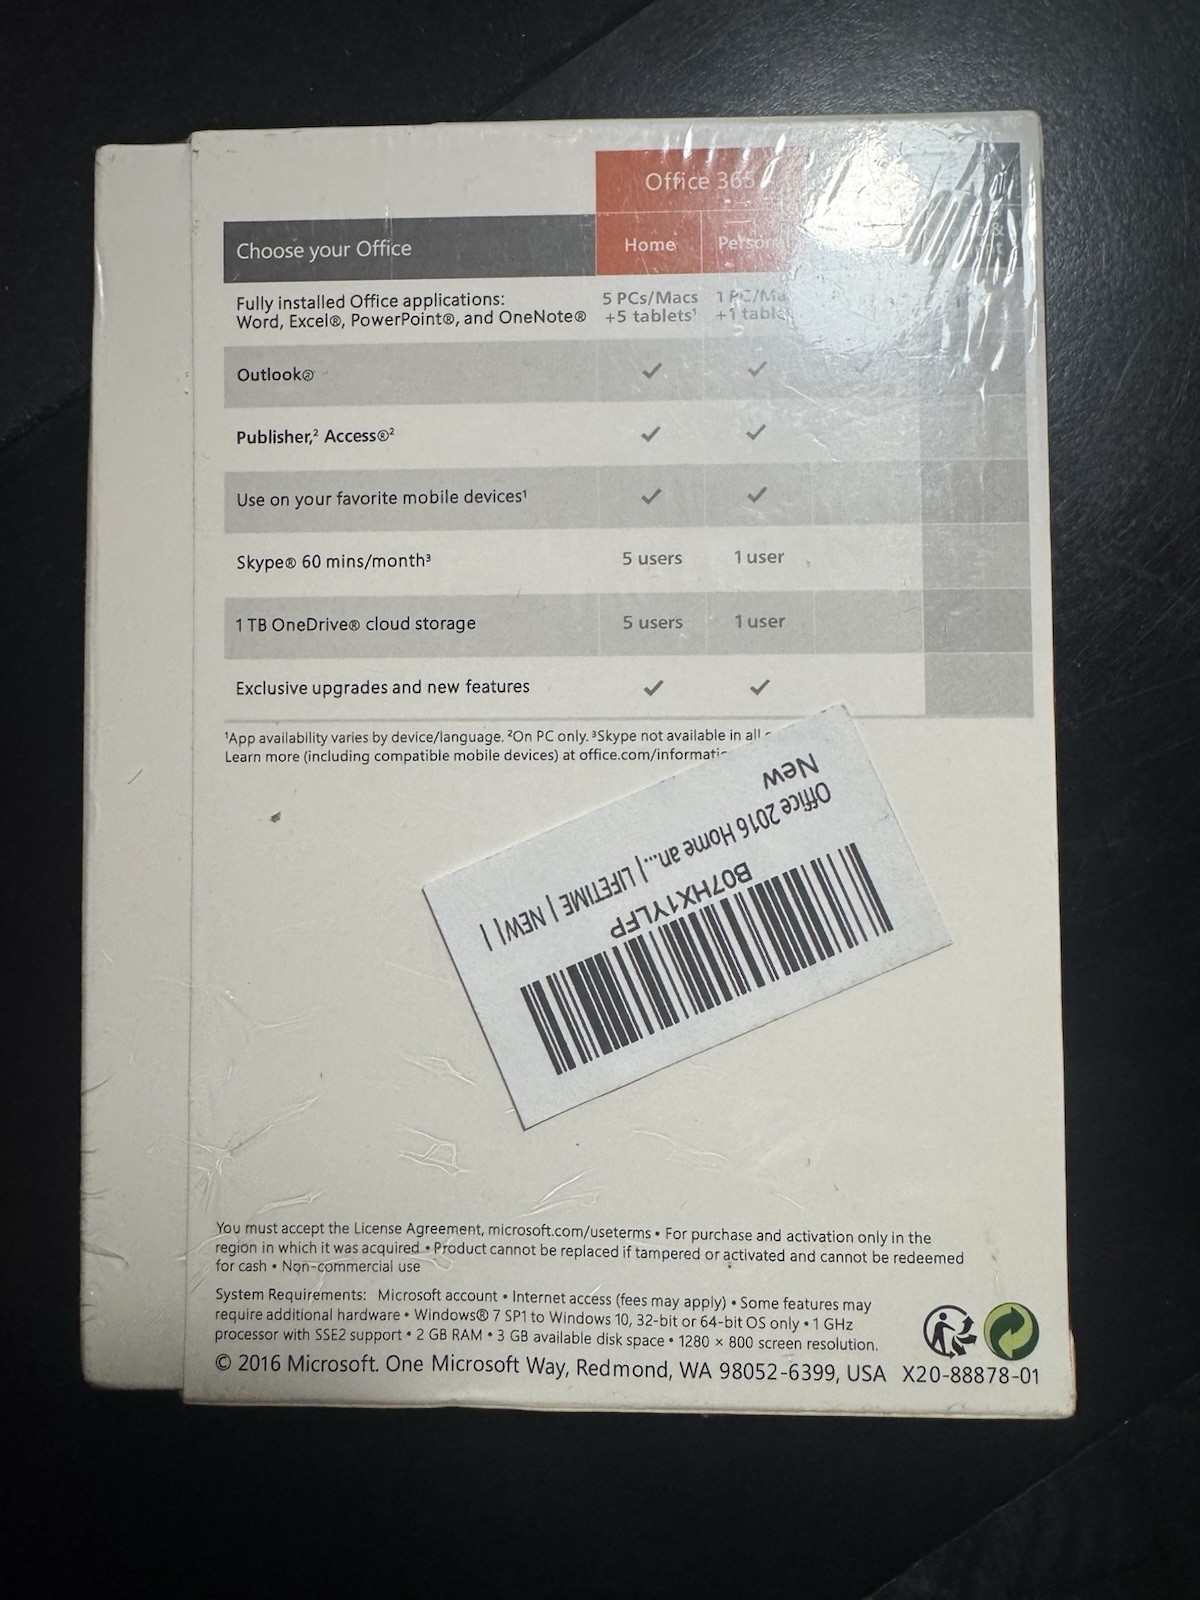 Office 365
Choose your Office
Home
&
Fully installed Office applications:
Word, Excel®, PowerPoint®, and OneNote®
5 PCs/Macs
+5 tablets¹
1 PC/
+1
Outlook②
✓ ✓ ✓
Publisher,² Access®²
✓ ✓
Use on your favorite mobile devices¹
✓ ✓
Skype® 60 mins/month³
5 users
1 user
1 TB OneDrive® cloud storage
5 users
1 user
Exclusive upgrades and new features
✓ ✓
¹App availability varies by device/language. ²On PC only. ³Skype not available in all
Learn more (including compatible mobile devices) at
B07HX1YLFP
Office 2016 Home an...| LIFETIME | NEW| |
New
You must accept the License Agreement, microsoft.com/useterms • For purchase and activation only in the
region in which it was acquired • Product cannot be replaced if tampered or activated and cannot be redeemed
for cash • Non-commercial use
System Requirements: Microsoft account • Internet access (fees may apply) • Some features may
require additional hardware • Windows® 7 SP1 to Windows 10, 32-bit or 64-bit OS only • 1 GHz
processor with SSE2 support • 2 GB RAM • 3 GB available disk space • 1280 × 800 screen resolution.
© 2016 Microsoft. One Microsoft Way, Redmond, WA 98052-6399, USA X20-88878-01